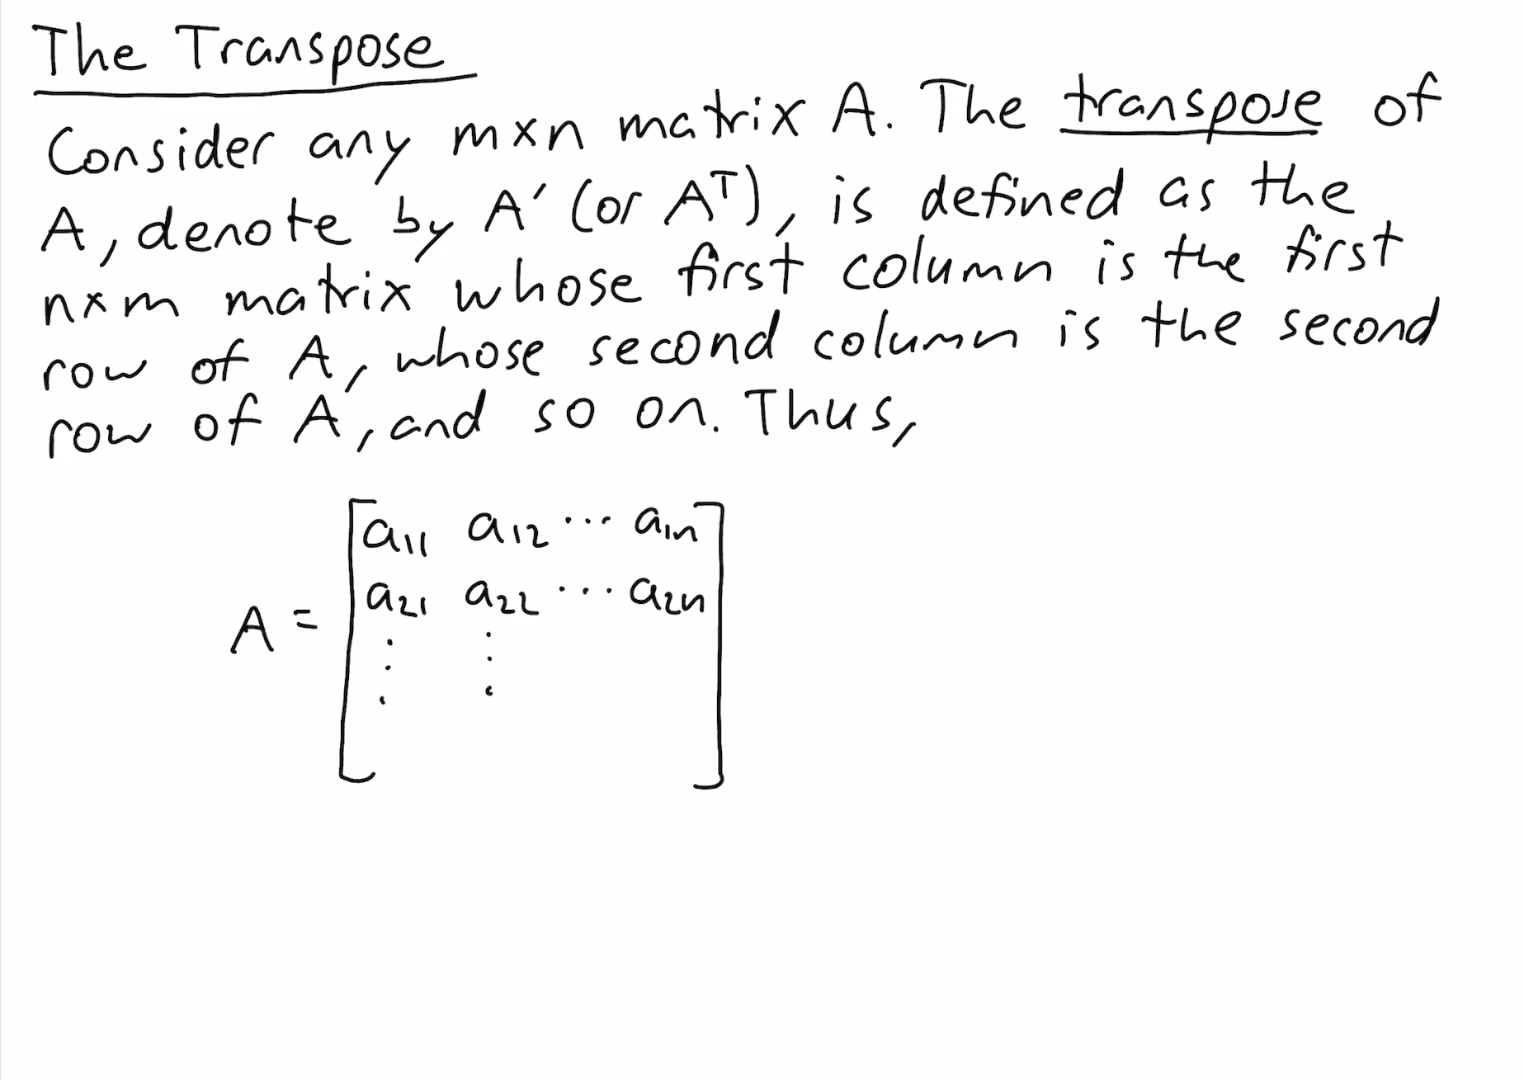 The Transpose
Consider any m×n matrix A. The transpose of
A, denote by A′ (or Aᵀ), is defined as the
n×m matrix whose first column is the first
row of A, whose second column is the second
row of A, and so on. Thus,
a₁₁ a₁₂ ⋯ a₁ₙ
a₂₁ a₂₂ ⋯ a₂ₙ
A =
⋮ ⋮